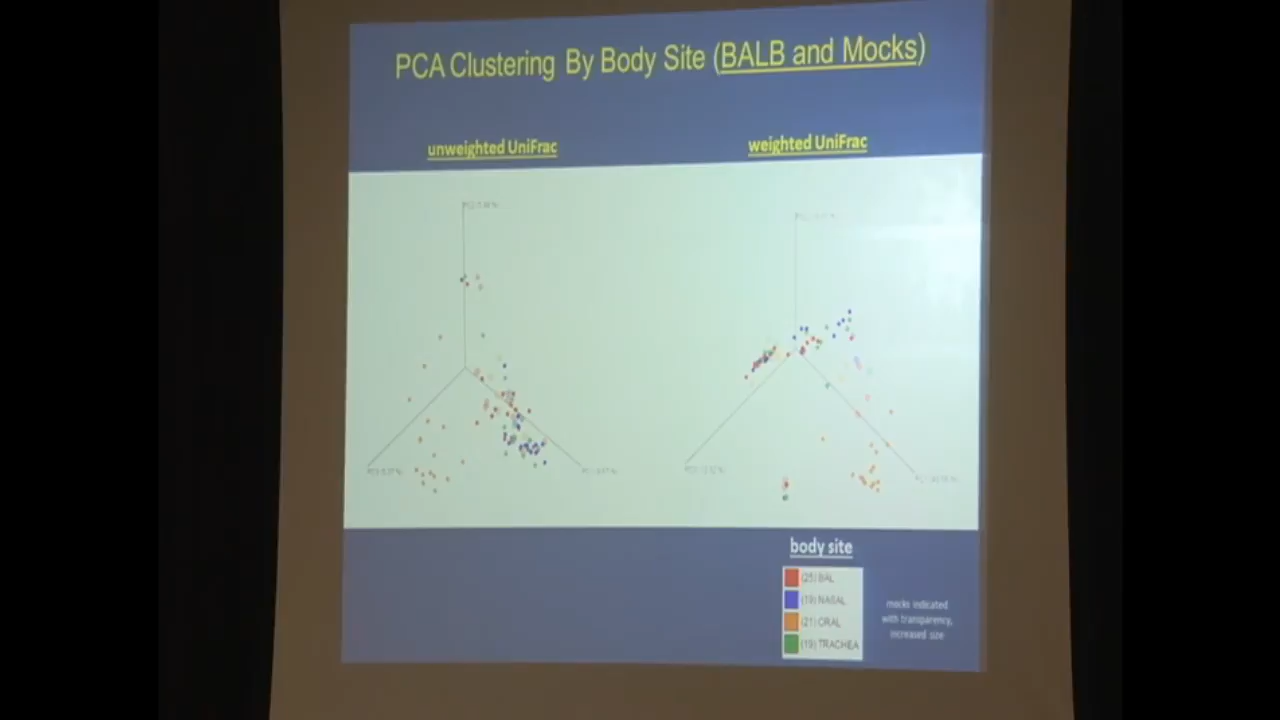 PCA Clustering By Body Site (BALB and Mocks)
unweighted UniFrac
weighted UniFrac
body site
(25) BAL
(19) NASAL
(21) ORAL
(19) TRACHEA
mocks indicated
with transparency,
increased size